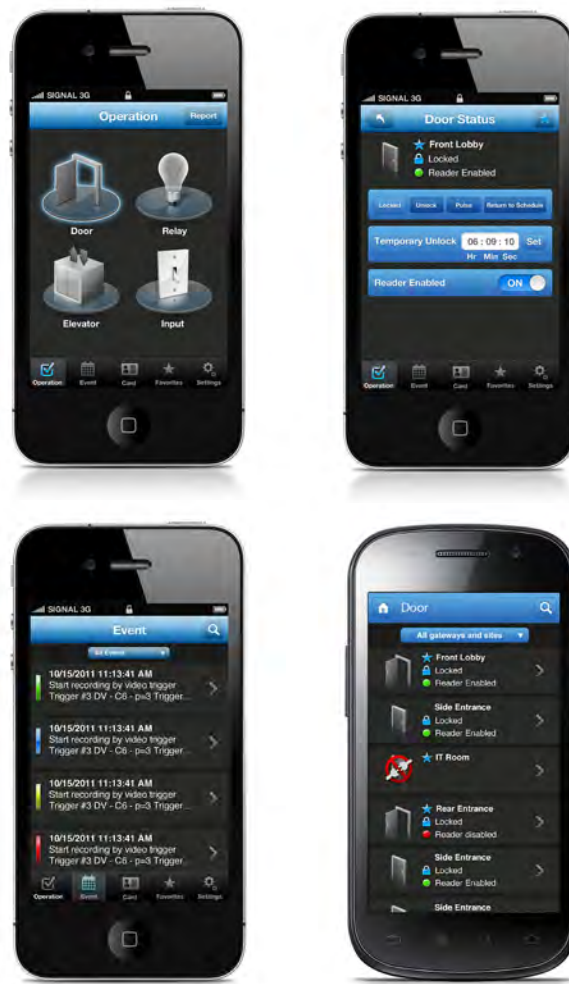 SIGNAL 3G
Operation Report
Door Relay
Elevator Input
Operation Event Card Favorites Settings
SIGNAL 3G
Door Status
Front Lobby
Locked
Reader Enabled
Locked Unlock Pulse Return to Schedule
Temporary Unlock 06 : 09 : 10 Set
Hr Min Sec
Reader Enabled ON
Operation Event Card Favorites Settings
SIGNAL 3G
Event
All Event
10/15/2011 11:13:41 AM
Start recording by video trigger
Trigger #3 DV - C6 - p=3 Trigger...
10/15/2011 11:13:41 AM
Start recording by video trigger
Trigger #3 DV - C6 - p=3 Trigger...
10/15/2011 11:13:41 AM
Start recording by video trigger
Trigger #3 DV - C6 - p=3 Trigger...
10/15/2011 11:13:41 AM
Start recording by video trigger
Trigger #3 DV - C6 - p=3 Trigger...
Operation Event Card Favorites Settings
Door
All gateways and sites
Front Lobby
Locked
Reader Enabled
Side Entrance
Locked
Reader Enabled
IT Room
Rear Entrance
Locked
Reader disabled
Side Entrance
Locked
Reader Enabled
Side Entrance